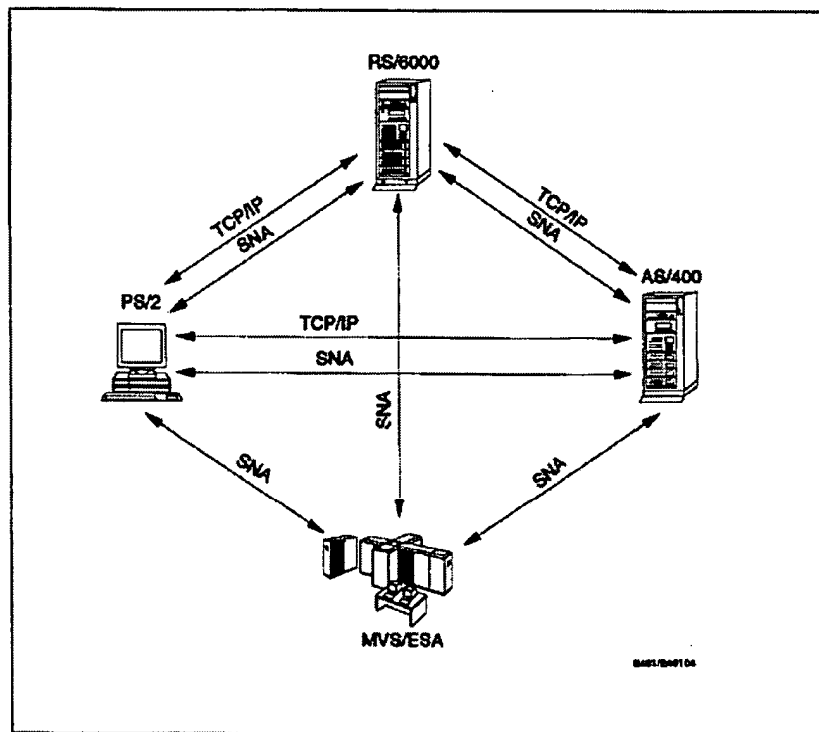 RS/6000
TCP/IP
SNA
TCP/IP
SNA
PS/2
AS/400
TCP/IP
SNA
SNA
SNA
SNA
MVS/ESA